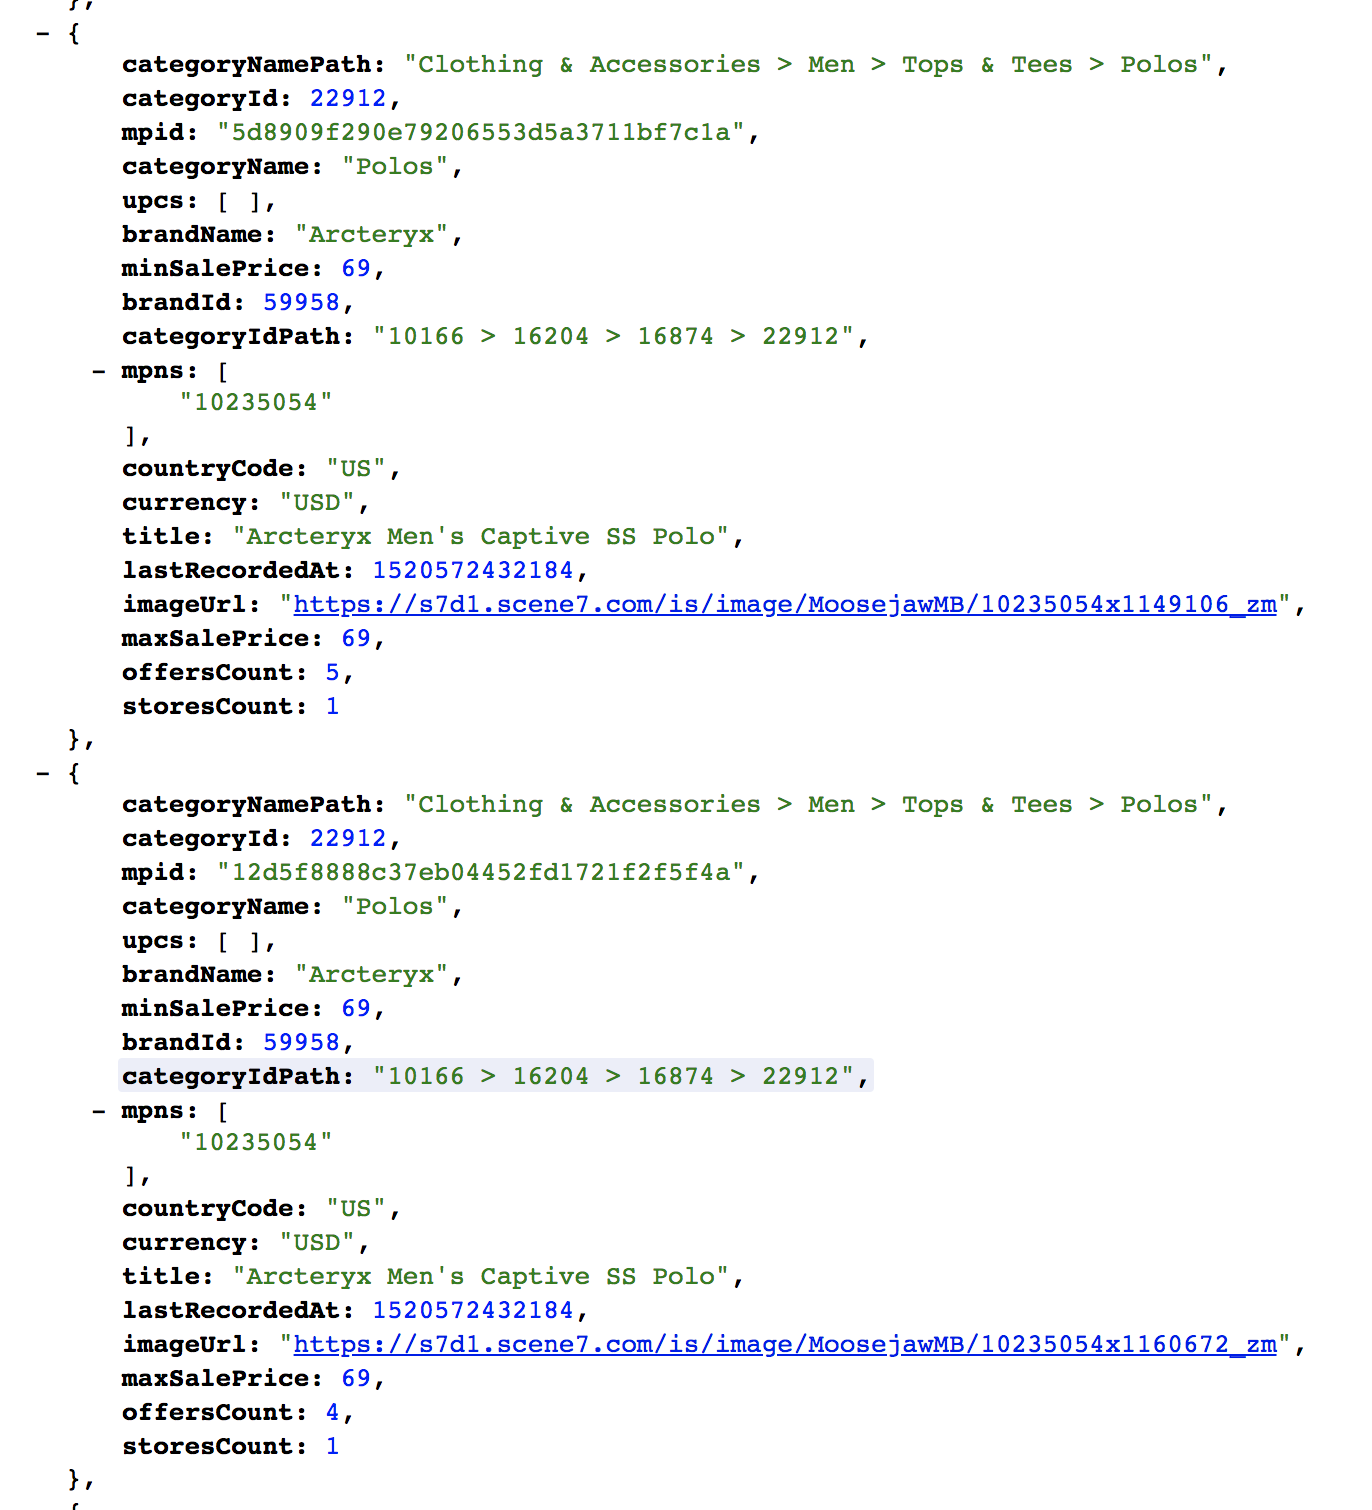 },
- {
categoryNamePath: "Clothing & Accessories > Men > Tops & Tees > Polos",
categoryId: 22912,
mpid: "5d8909f290e79206553d5a3711bf7c1a",
categoryName: "Polos",
upcs: [ ],
brandName: "Arcteryx",
minSalePrice: 69,
brandId: 59958,
categoryIdPath: "10166 > 16204 > 16874 > 22912",
- mpns: [
"10235054"
],
countryCode: "US",
currency: "USD",
title: "Arcteryx Men's Captive SS Polo",
lastRecordedAt: 1520572432184,
imageUrl: "https://s7d1.scene7.com/is/image/MoosejawMB/10235054x1149106_zm",
maxSalePrice: 69,
offersCount: 5,
storesCount: 1
},
- {
categoryNamePath: "Clothing & Accessories > Men > Tops & Tees > Polos",
categoryId: 22912,
mpid: "12d5f8888c37eb04452fd1721f2f5f4a",
categoryName: "Polos",
upcs: [ ],
brandName: "Arcteryx",
minSalePrice: 69,
brandId: 59958,
categoryIdPath: "10166 > 16204 > 16874 > 22912",
- mpns: [
"10235054"
],
countryCode: "US",
currency: "USD",
title: "Arcteryx Men's Captive SS Polo",
lastRecordedAt: 1520572432184,
imageUrl: "https://s7d1.scene7.com/is/image/MoosejawMB/10235054x1160672_zm",
maxSalePrice: 69,
offersCount: 4,
storesCount: 1
},
{